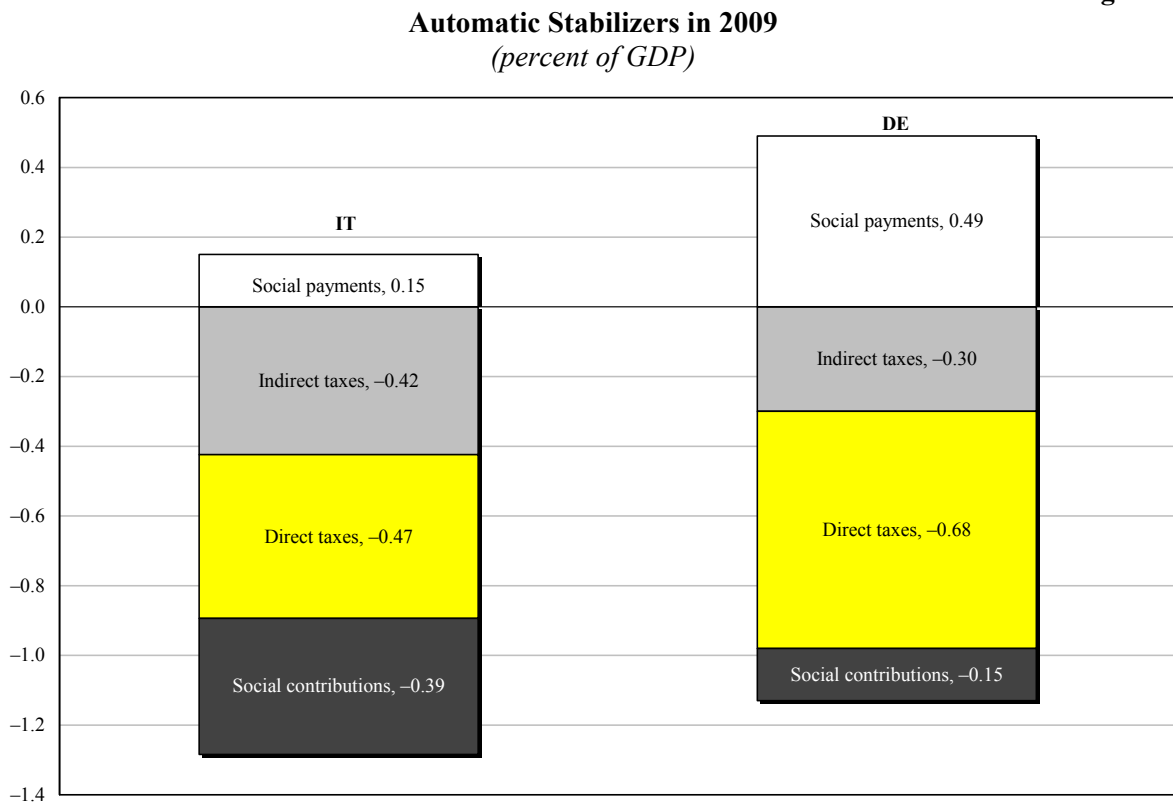 g
Automatic Stabilizers in 2009
(percent of GDP)
0.6
0.4
0.2
0.0
–0.2
–0.4
–0.6
–0.8
–1.0
–1.2
–1.4
IT
Social payments, 0.15
Indirect taxes, –0.42
Direct taxes, –0.47
Social contributions, –0.39
DE
Social payments, 0.49
Indirect taxes, –0.30
Direct taxes, –0.68
Social contributions, –0.15